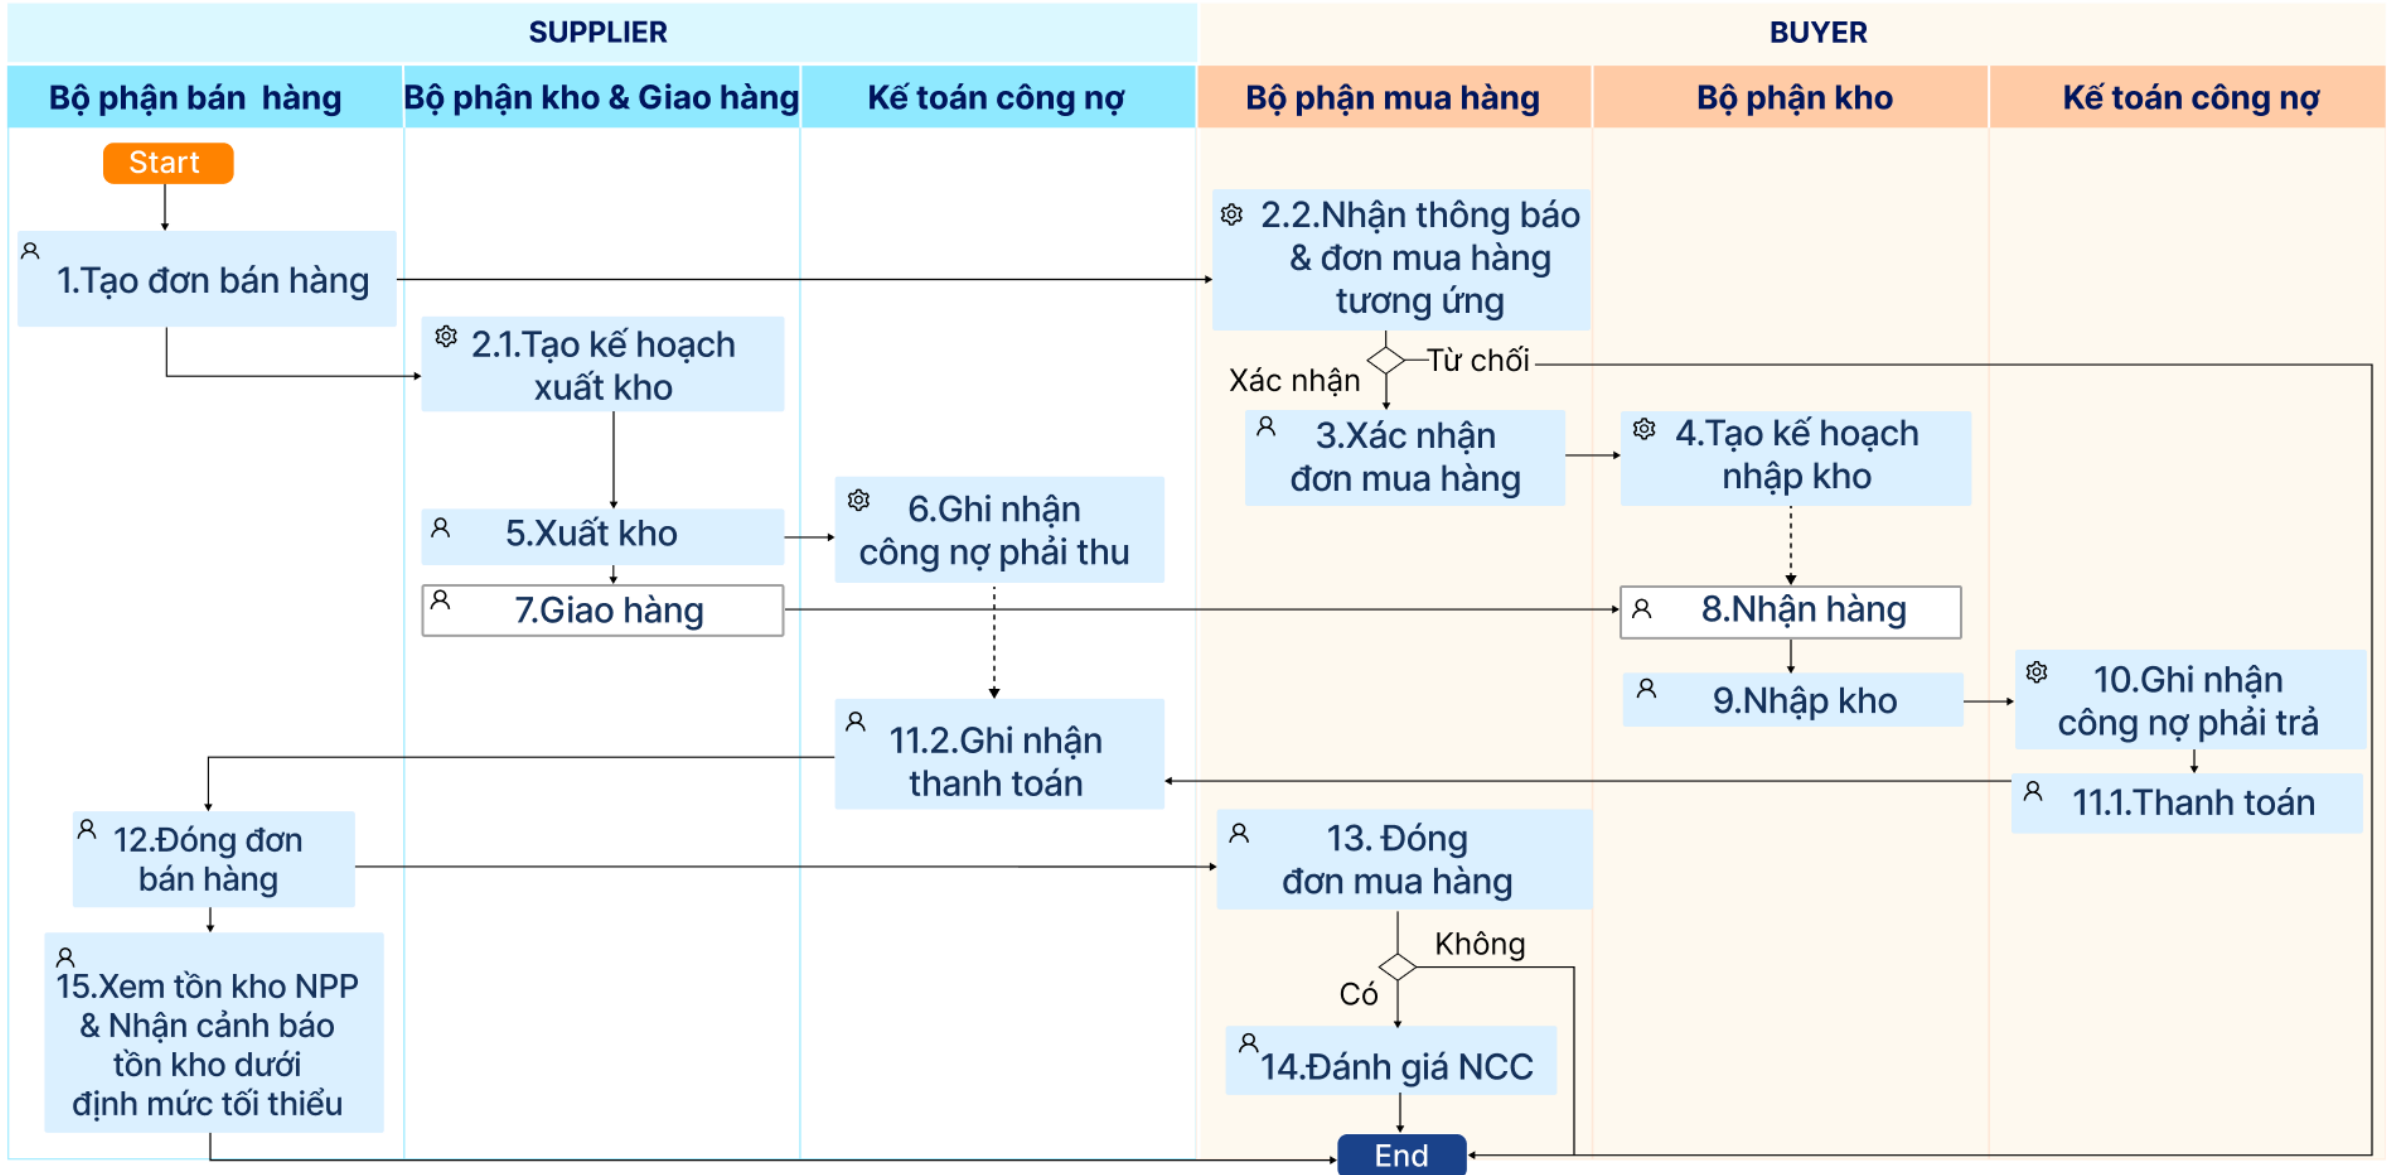 SUPPLIER
BUYER
Bộ phận bán hàng
Bộ phận kho & Giao hàng
Kế toán công nợ
Bộ phận mua hàng
Bộ phận kho
Kế toán công nợ
Start
1.Tạo đơn bán hàng
2.2.Nhận thông báo
& đơn mua hàng
tương ứng
2.1.Tạo kế hoạch
xuất kho
Từ chối
Xác nhận
3.Xác nhận
đơn mua hàng
4.Tạo kế hoạch
nhập kho
5.Xuất kho
6.Ghi nhận
công nợ phải thu
7.Giao hàng
8.Nhận hàng
9.Nhập kho
10.Ghi nhận
công nợ phải trả
11.2.Ghi nhận
thanh toán
11.1.Thanh toán
12.Đóng đơn
bán hàng
13. Đóng
đơn mua hàng
Không
Có
15.Xem tồn kho NPP
& Nhận cảnh báo
tồn kho dưới
định mức tối thiểu
14.Đánh giá NCC
End